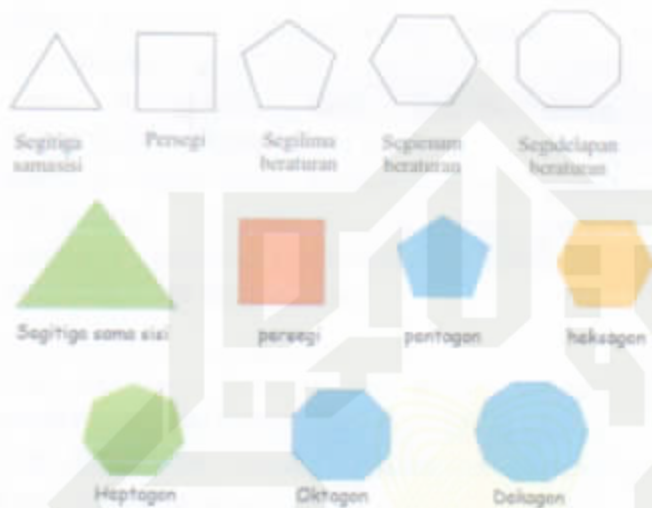 Segitiga
samasisi
Persegi
Segilima
beraturan
Segienam
beraturan
Segidelapan
beraturan
Segitiga sama sisi
persegi
pentagon
heksagon
Heptagon
Oktagon
Dekagon